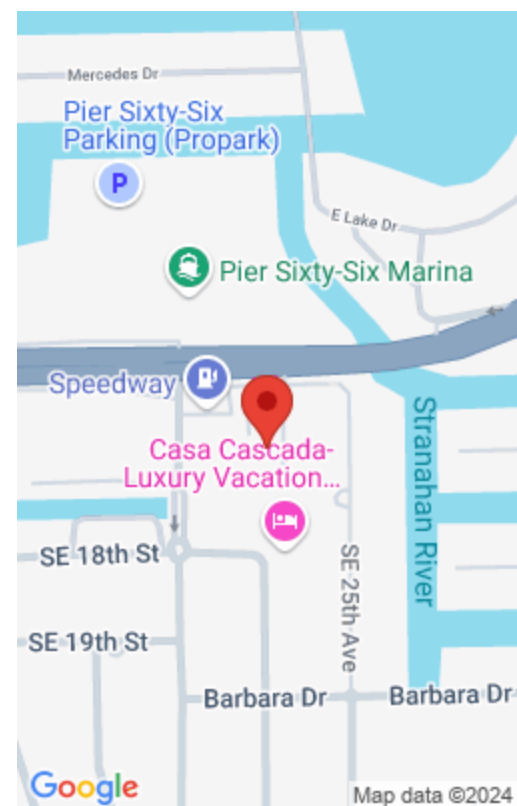 Mercedes Dr
Pier Sixty-Six
Parking (Propark)
P
E Lake Dr
Pier Sixty-Six Marina
Speedway
Casa Cascada-
Luxury Vacation...
Stranahan River
SE 18th St
SE 25th Ave
SE 19th St
Barbara Dr
Barbara Dr
Google
Map data ©2024